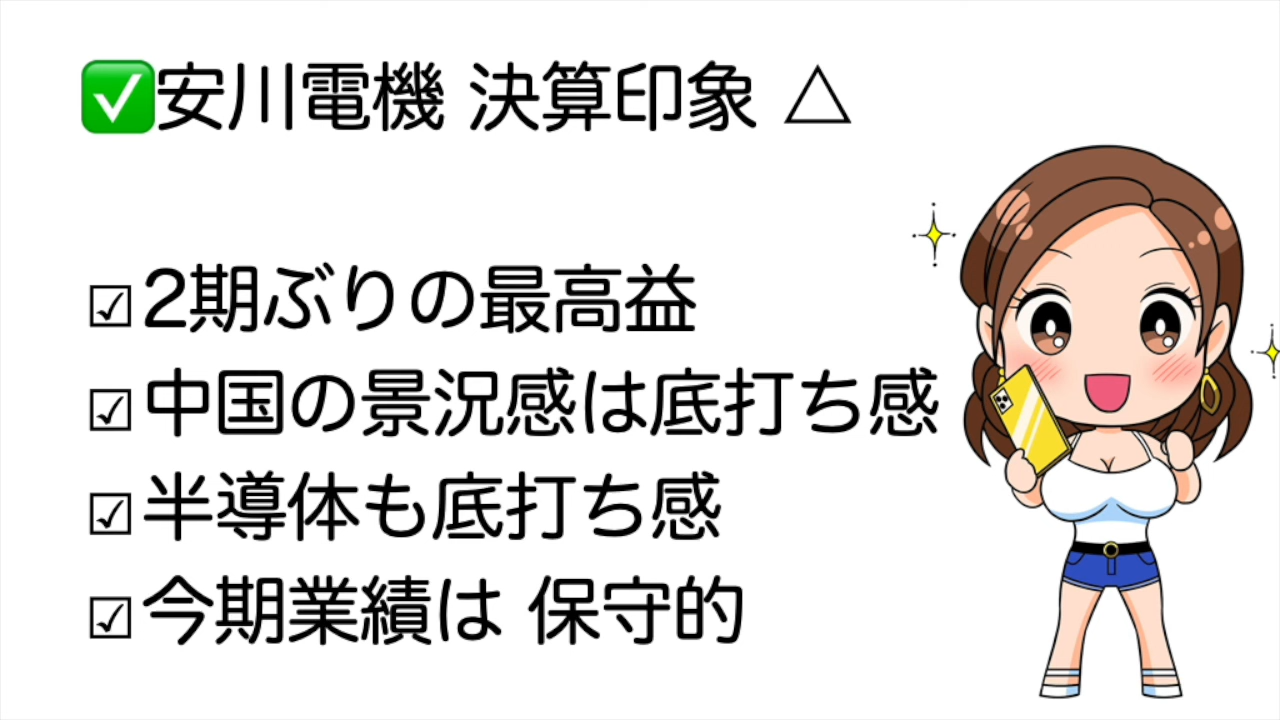 ✅安川電機 決算印象 △
☑2期ぶりの最高益
☑中国の景況感は底打ち感
☑半導体も底打ち感
☑今期業績は 保守的